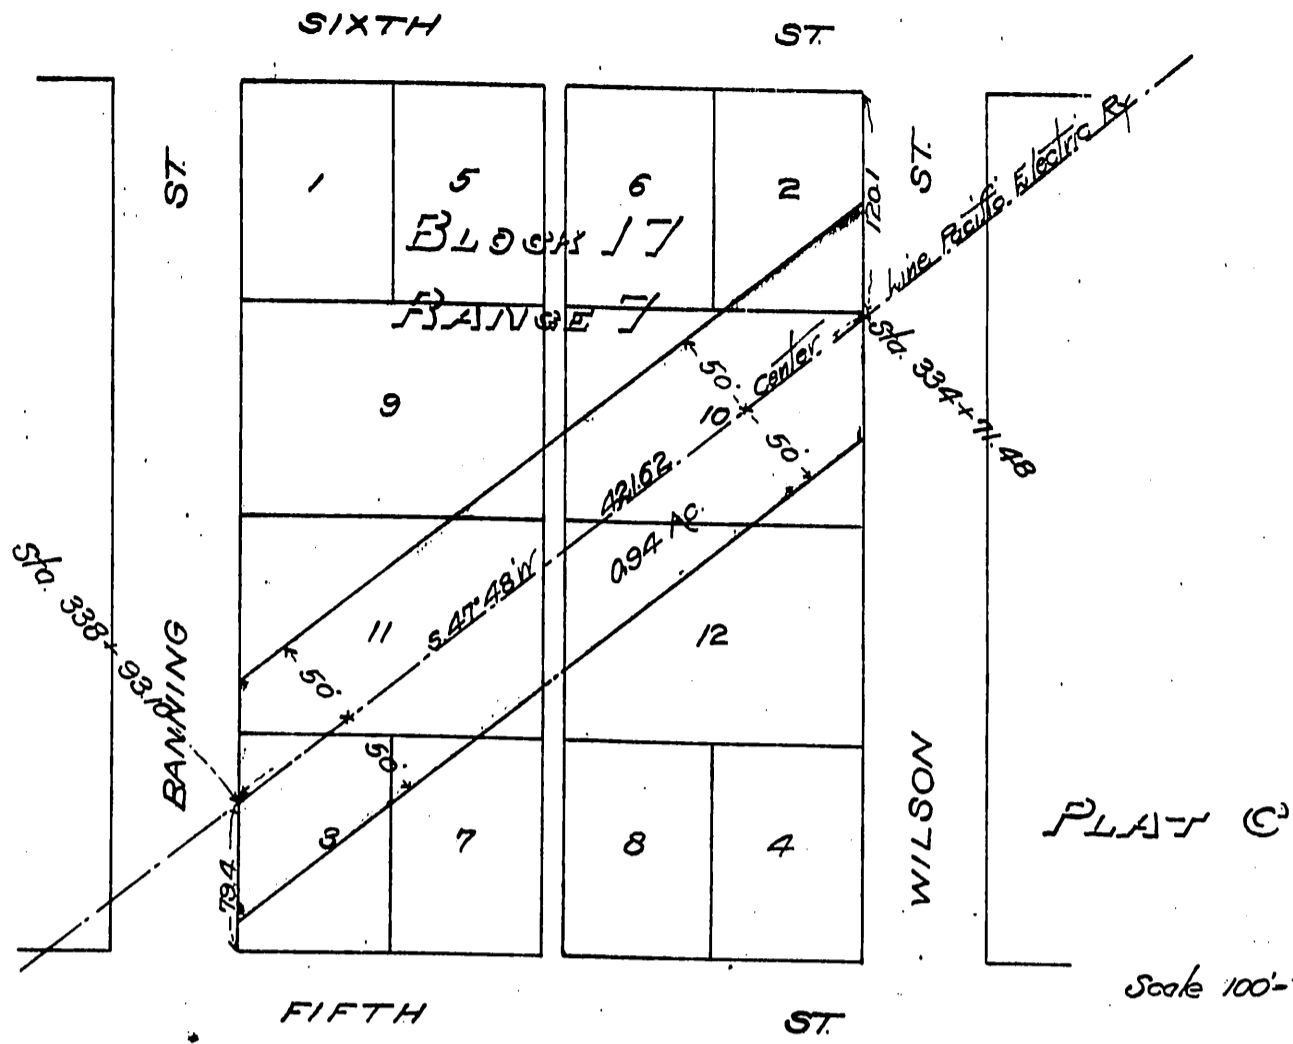 SIXTH ST.
ST.
ST.
1
5
6
2
120.1
BLOCK 17
RANGE 7
Center Line Pacific Electric Ry
Sta. 334+71.48
9
10
50'
50'
421.62
0.94 Ac.
S.47°48'W
11
12
50'
50'
Sta. 338+93.10
BANNING
WILSON
3
7
8
4
79.4
PLAT C
Scale 100'-
FIFTH ST.